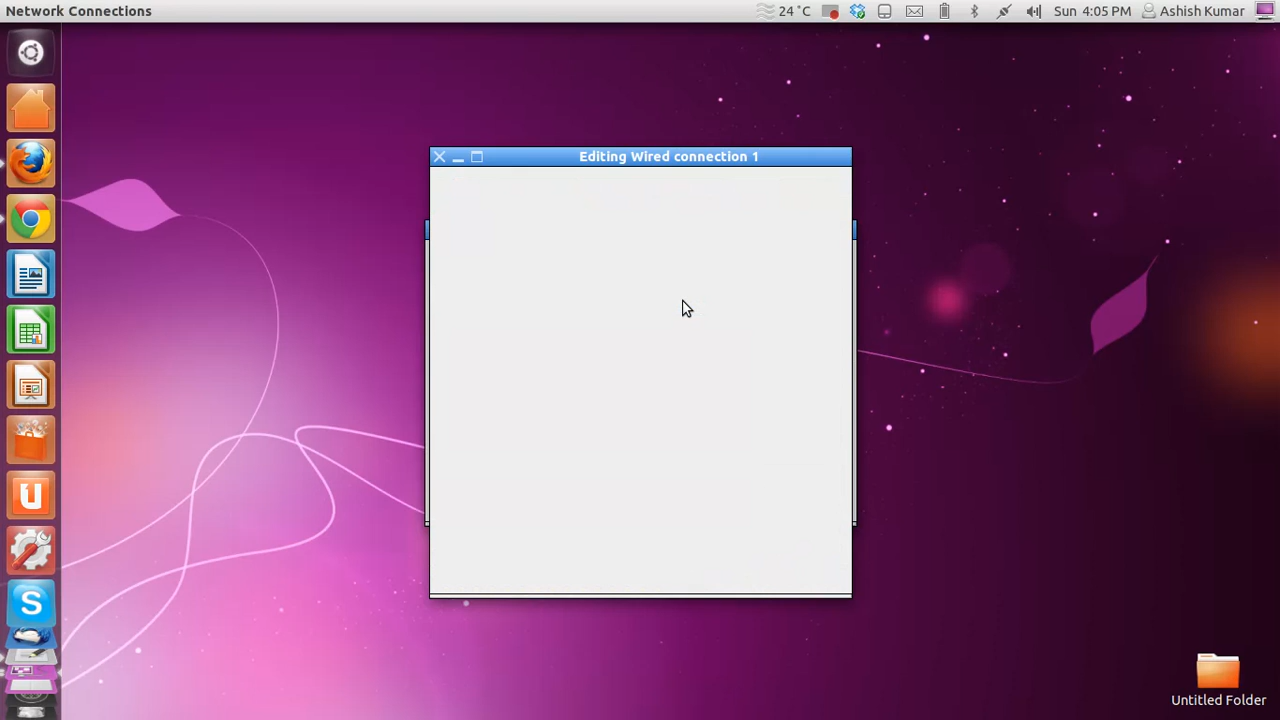 Network Connections
24 °C
Sun 4:05 PM
Ashish Kumar
Editing Wired connection 1
Untitled Folder